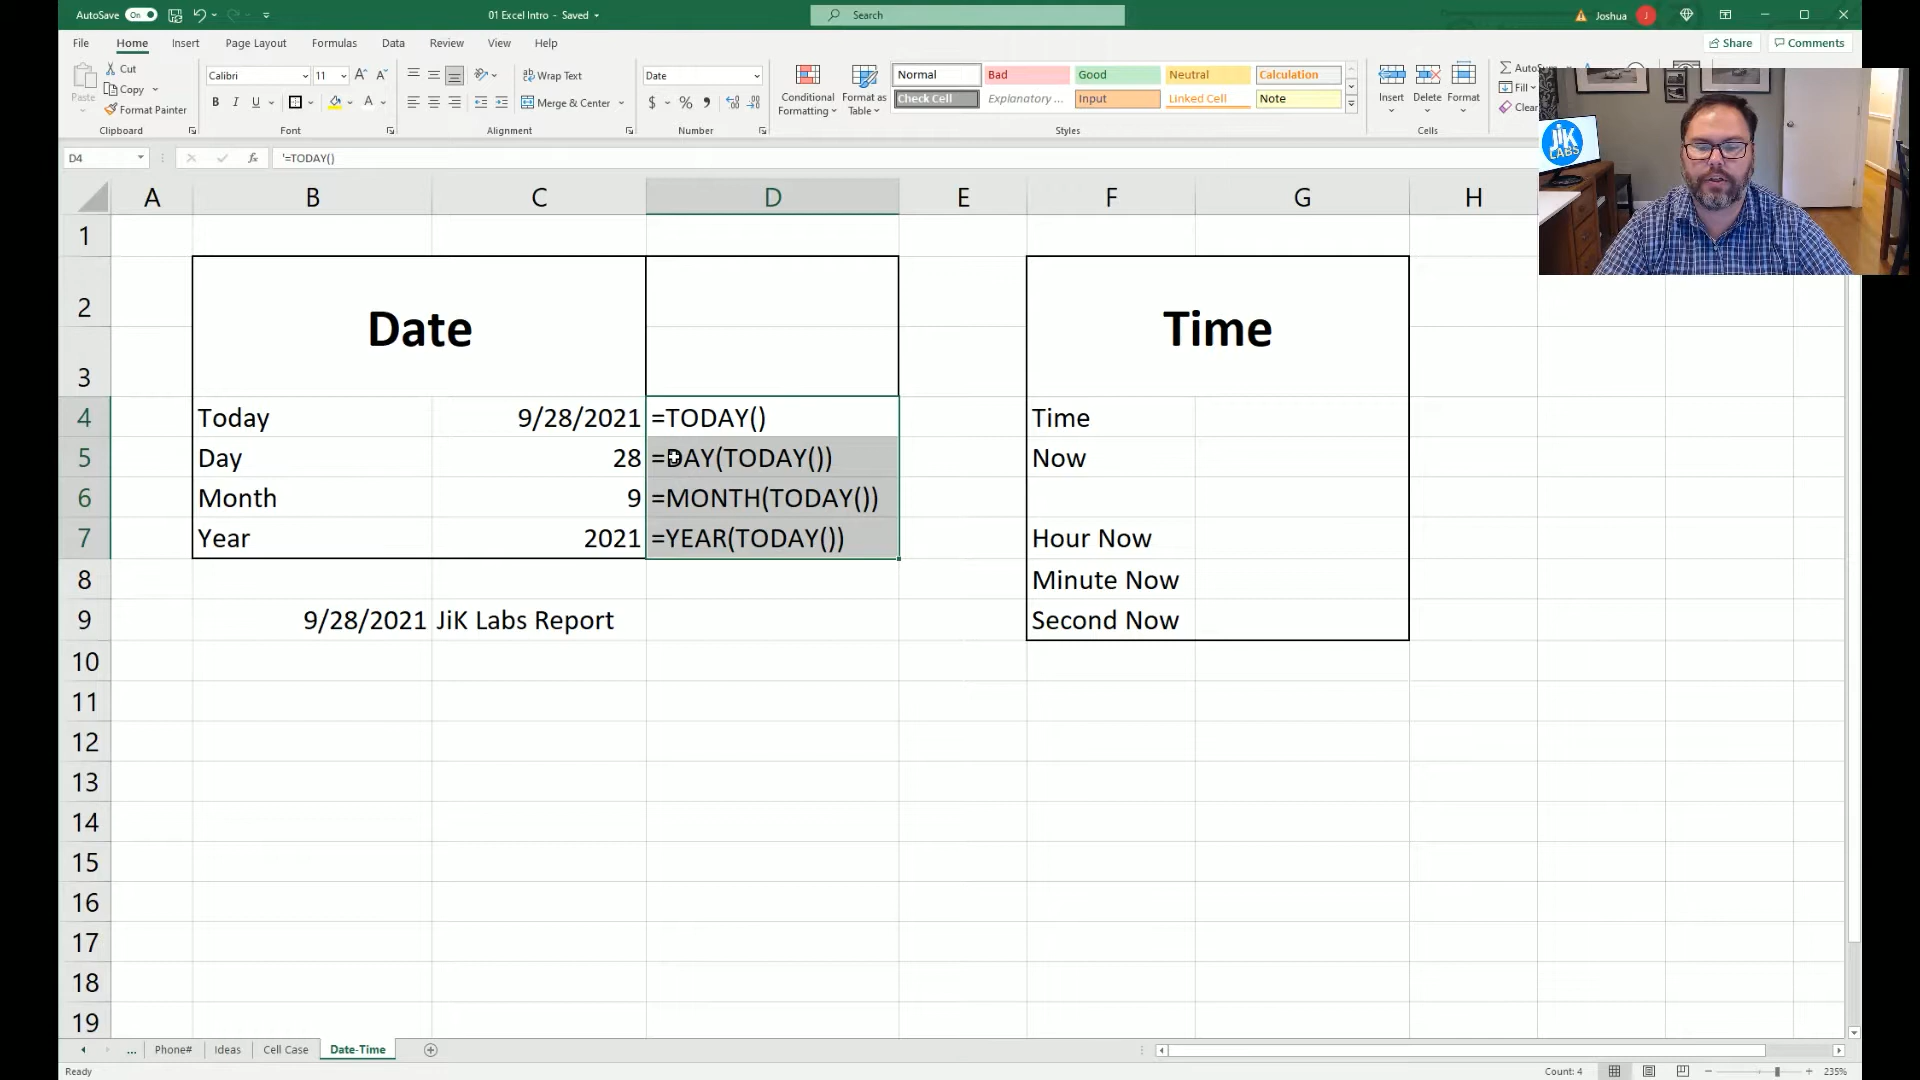 AutoSave On 01 Excel Intro - Saved Search Joshua J
File Home Insert Page Layout Formulas Data Review View Help Share Comments
Paste Cut Copy Format Painter Clipboard
Calibri 11 B I U A Font
Wrap Text Merge & Center Alignment
Date $ % Number
Conditional Formatting Format as Table
Normal Bad Good Neutral Calculation
Check Cell Explanatory ... Input Linked Cell Note
Styles
Insert Delete Format Cells
Fill Clear
JiK LABS
D4 fx '=TODAY()
A B C D E F G H
1
2
3 Date Time
4 Today 9/28/2021 =TODAY() Time
5 Day 28 =DAY(TODAY()) Now
6 Month 9 =MONTH(TODAY())
7 Year 2021 =YEAR(TODAY()) Hour Now
8 Minute Now
9 9/28/2021 JiK Labs Report Second Now
10
11
12
13
14
15
16
17
18
19
... Phone# Ideas Cell Case Date-Time
Ready Count: 4 235%